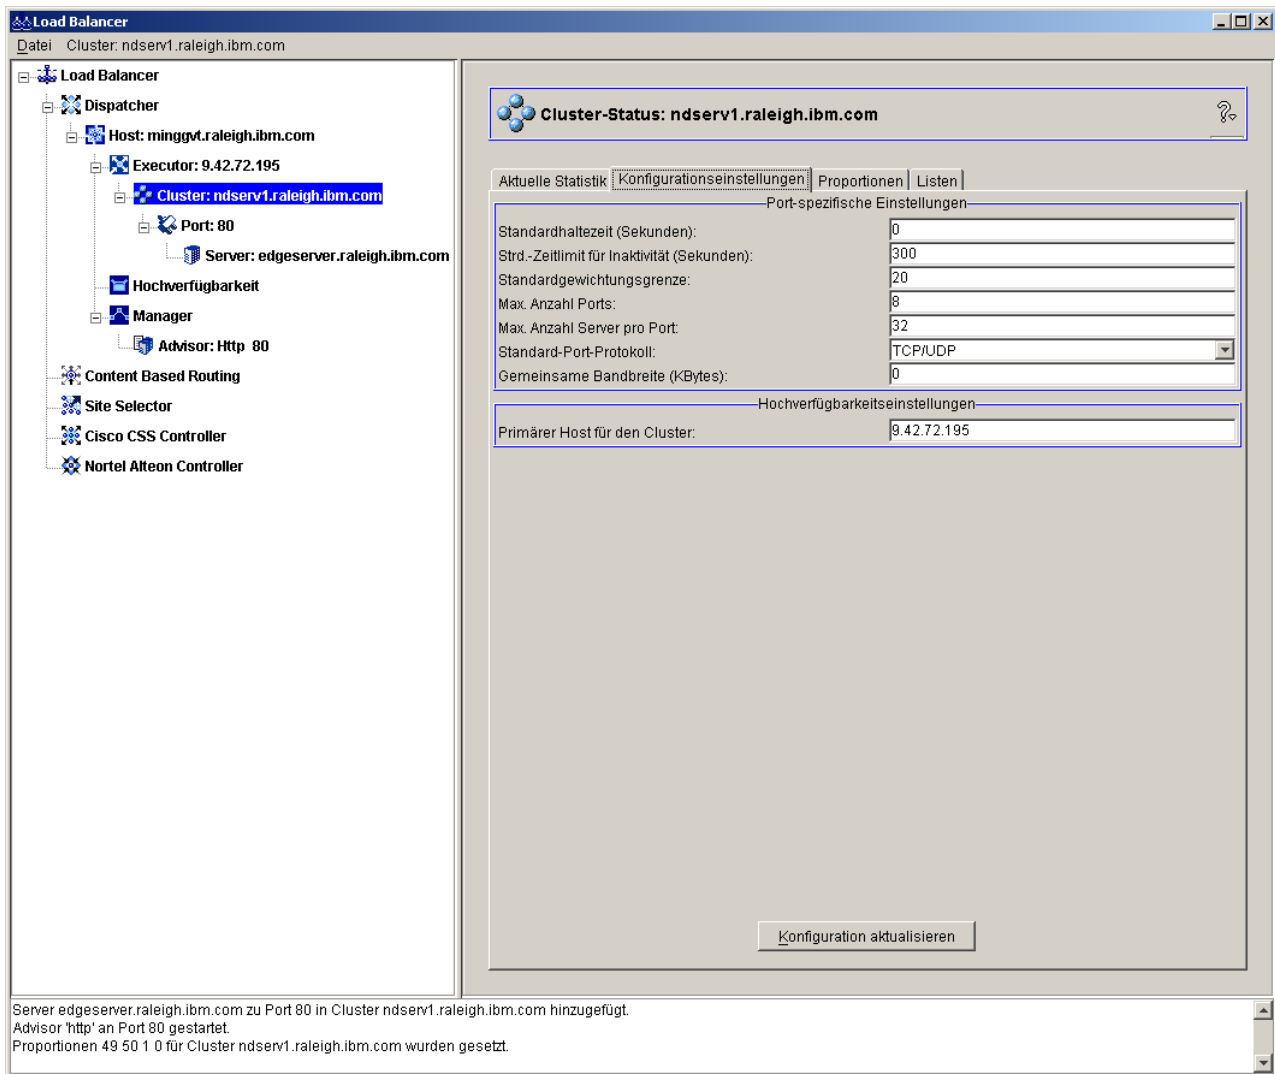 Load Balancer
Datei Cluster: ndserv1.raleigh.ibm.com
Load Balancer
Dispatcher
Host: minggvt.raleigh.ibm.com
Executor: 9.42.72.195
Cluster: ndserv1.raleigh.ibm.com
Port: 80
Server: edgeserver.raleigh.ibm.com
Hochverfügbarkeit
Manager
Advisor: Http 80
Content Based Routing
Site Selector
Cisco CSS Controller
Nortel Alteon Controller
Cluster-Status: ndserv1.raleigh.ibm.com
?
Aktuelle Statistik Konfigurationseinstellungen Proportionen Listen
Port-spezifische Einstellungen
Standardhaltezeit (Sekunden): 0
Strd.-Zeitlimit für Inaktivität (Sekunden): 300
Standardgewichtungsgrenze: 20
Max. Anzahl Ports: 8
Max. Anzahl Server pro Port: 32
Standard-Port-Protokoll: TCP/UDP
Gemeinsame Bandbreite (KBytes): 0
Hochverfügbarkeitseinstellungen
Primärer Host für den Cluster: 9.42.72.195
Konfiguration aktualisieren
Server edgeserver.raleigh.ibm.com zu Port 80 in Cluster ndserv1.raleigh.ibm.com hinzugefügt.
Advisor 'http' an Port 80 gestartet.
Proportionen 49 50 1 0 für Cluster ndserv1.raleigh.ibm.com wurden gesetzt.